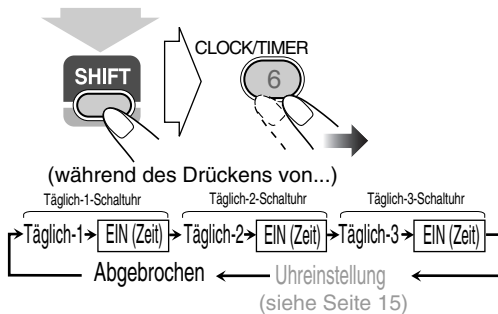 CLOCK/TIMER
SHIFT
6
(während des Drückens von...)
Täglich-1-Schaltuhr Täglich-2-Schaltuhr Täglich-3-Schaltuhr
Täglich-1 EIN (Zeit) Täglich-2 EIN (Zeit) Täglich-3 EIN (Zeit)
Abgebrochen Uhreinstellung
(siehe Seite 15)